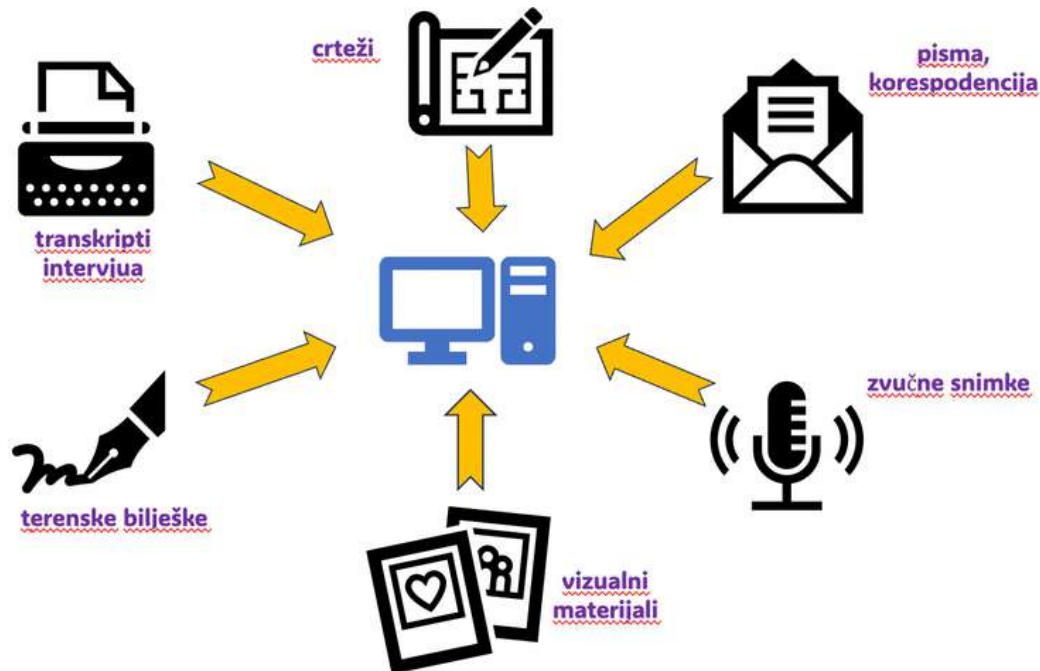 crteži
pisma,
korespodencija
transkripti
intervjua
zvučne snimke
terenske bilješke
vizualni
materijali